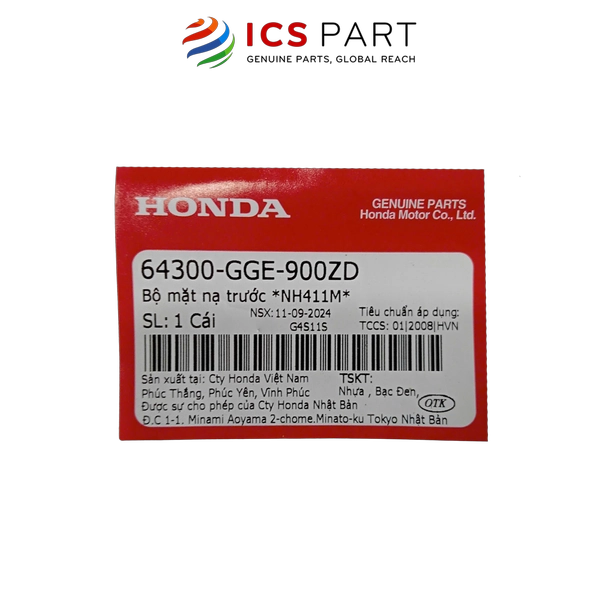 ICS PART
GENUINE PARTS, GLOBAL REACH
HONDA
GENUINE PARTS
Honda Motor Co., Ltd.
64300-GGE-900ZD
Bộ mặt nạ trước *NH411M*
SL: 1 Cái
NSX: 11-09-2024
G4S11S
Tiêu chuẩn áp dụng:
TCCS: 01|2008|HVN
Sản xuất tại: Cty Honda Việt Nam
TSKT:
Phúc Thắng, Phúc Yên, Vĩnh Phúc
Nhựa , Bạc Đen,
Được sự cho phép của Cty Honda Nhật Bản
OTK
Đ.C 1-1. Minami Aoyama 2-chome.Minato-ku Tokyo Nhật Bản